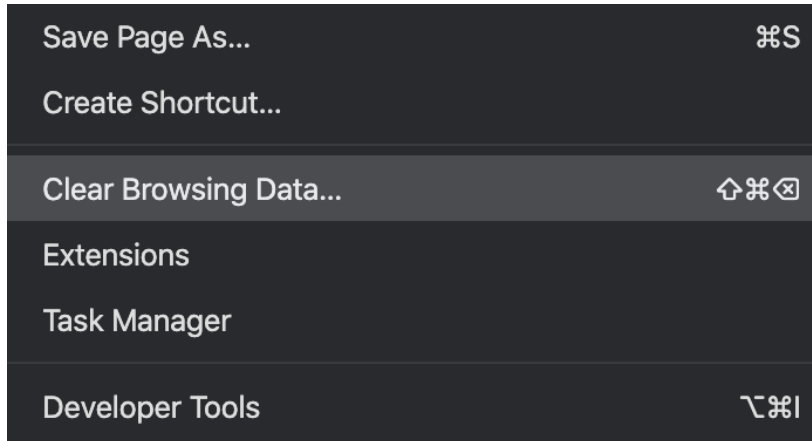 Save Page As... ⌘S
Create Shortcut...
Clear Browsing Data... ⇧⌘⌫
Extensions
Task Manager
Developer Tools ⌥⌘I